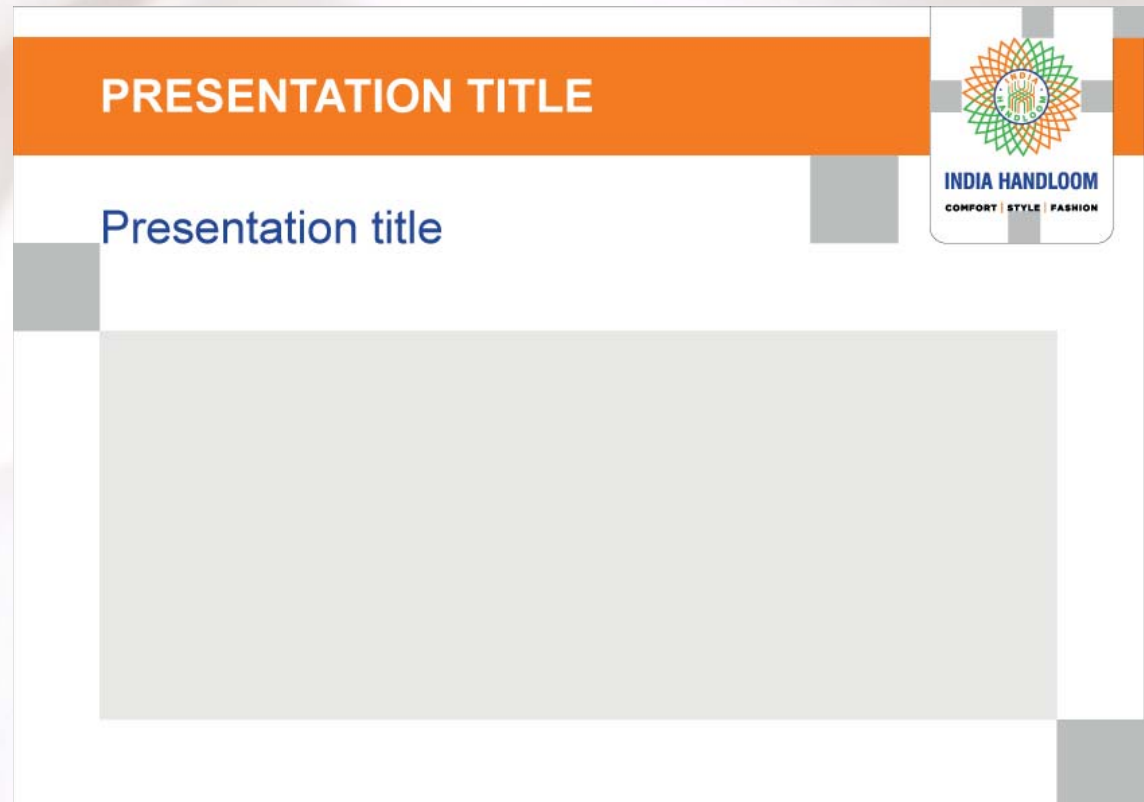 PRESENTATION TITLE
INDIA
HANDLOOM
INDIA HANDLOOM
COMFORT | STYLE | FASHION
Presentation title